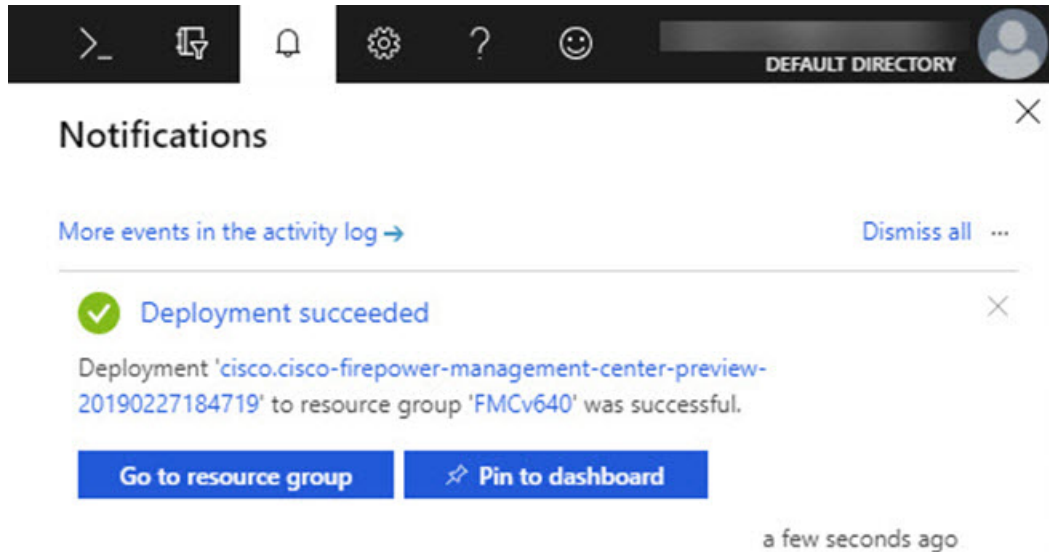 DEFAULT DIRECTORY
Notifications
More events in the activity log →
Dismiss all ...
Deployment succeeded
Deployment 'cisco.cisco-firepower-management-center-preview-
20190227184719' to resource group 'FMCv640' was successful.
Go to resource group
Pin to dashboard
a few seconds ago